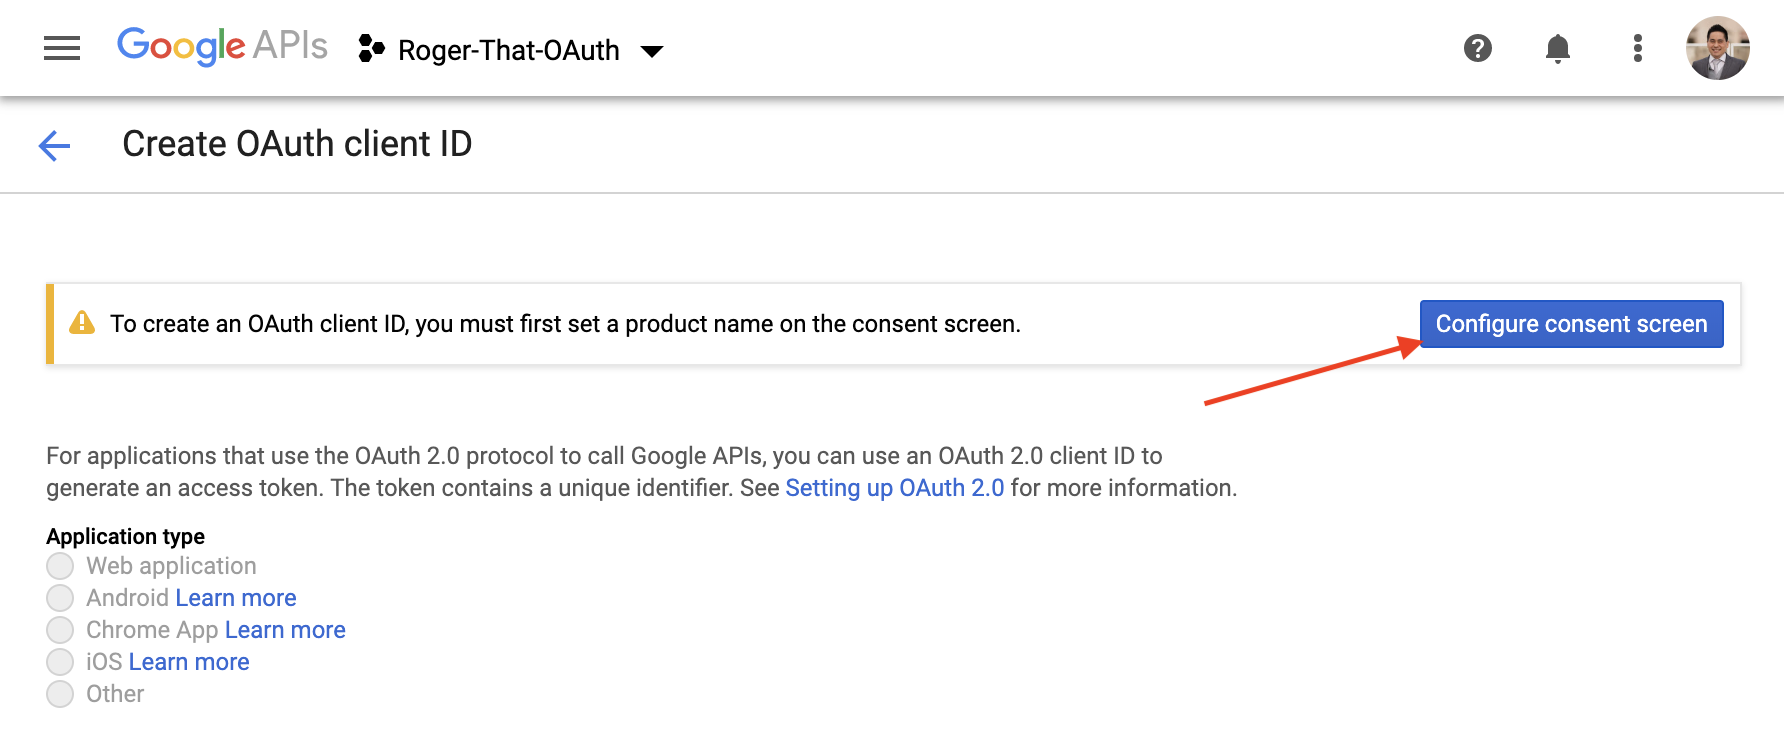 Google APIs Roger-That-OAuth
Create OAuth client ID
To create an OAuth client ID, you must first set a product name on the consent screen. Configure consent screen
For applications that use the OAuth 2.0 protocol to call Google APIs, you can use an OAuth 2.0 client ID to
generate an access token. The token contains a unique identifier. See Setting up OAuth 2.0 for more information.
Application type
Web application
Android Learn more
Chrome App Learn more
iOS Learn more
Other